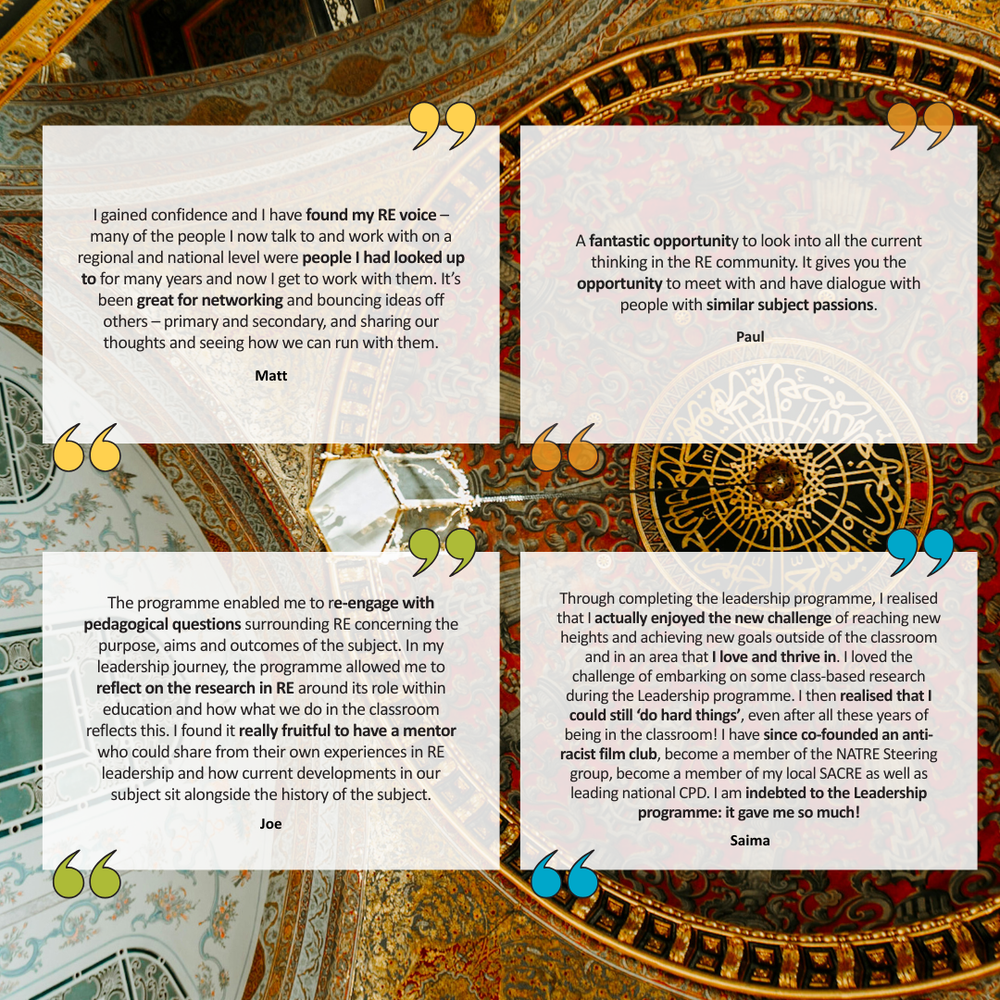 I gained confidence and I have found my RE voice –
many of the people I now talk to and work with on a
regional and national level were people I had looked up
to for many years and now I get to work with them. It’s
been great for networking and bouncing ideas off
others – primary and secondary, and sharing our
thoughts and seeing how we can run with them.
Matt
A fantastic opportunity to look into all the current
thinking in the RE community. It gives you the
opportunity to meet with and have dialogue with
people with similar subject passions.
Paul
The programme enabled me to re-engage with
pedagogical questions surrounding RE concerning the
purpose, aims and outcomes of the subject. In my
leadership journey, the programme allowed me to
reflect on the research in RE around its role within
education and how what we do in the classroom
reflects this. I found it really fruitful to have a mentor
who could share from their own experiences in RE
leadership and how current developments in our
subject sit alongside the history of the subject.
Joe
Through completing the leadership programme, I realised
that I actually enjoyed the new challenge of reaching new
heights and achieving new goals outside of the classroom
and in an area that I love and thrive in. I loved the
challenge of embarking on some class-based research
during the Leadership programme. I then realised that I
could still ‘do hard things’, even after all these years of
being in the classroom! I have since co-founded an anti-
racist film club, become a member of the NATRE Steering
group, become a member of my local SACRE as well as
leading national CPD. I am indebted to the Leadership
programme: it gave me so much!
Saima